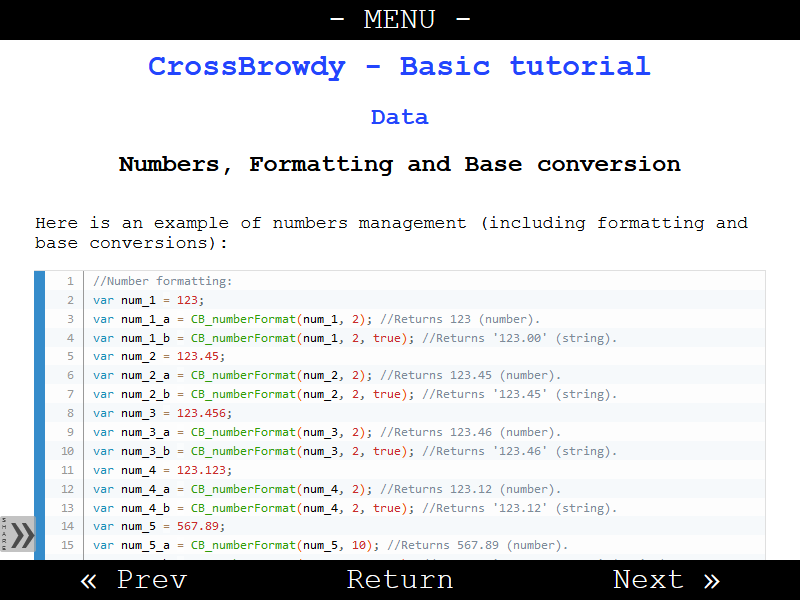 - MENU -
CrossBrowdy - Basic tutorial
Data
Numbers, Formatting and Base conversion
Here is an example of numbers management (including formatting and
base conversions):
1 //Number formatting:
2 var num_1 = 123;
3 var num_1_a = CB_numberFormat(num_1, 2); //Returns 123 (number).
4 var num_1_b = CB_numberFormat(num_1, 2, true); //Returns '123.00' (string).
5 var num_2 = 123.45;
6 var num_2_a = CB_numberFormat(num_2, 2); //Returns 123.45 (number).
7 var num_2_b = CB_numberFormat(num_2, 2, true); //Returns '123.45' (string).
8 var num_3 = 123.456;
9 var num_3_a = CB_numberFormat(num_3, 2); //Returns 123.46 (number).
10 var num_3_b = CB_numberFormat(num_3, 2, true); //Returns '123.46' (string).
11 var num_4 = 123.123;
12 var num_4_a = CB_numberFormat(num_4, 2); //Returns 123.12 (number).
13 var num_4_b = CB_numberFormat(num_4, 2, true); //Returns '123.12' (string).
14 var num_5 = 567.89;
15 var num_5_a = CB_numberFormat(num_5, 10); //Returns 567.89 (number).
SHARE
« Prev
Return
Next »